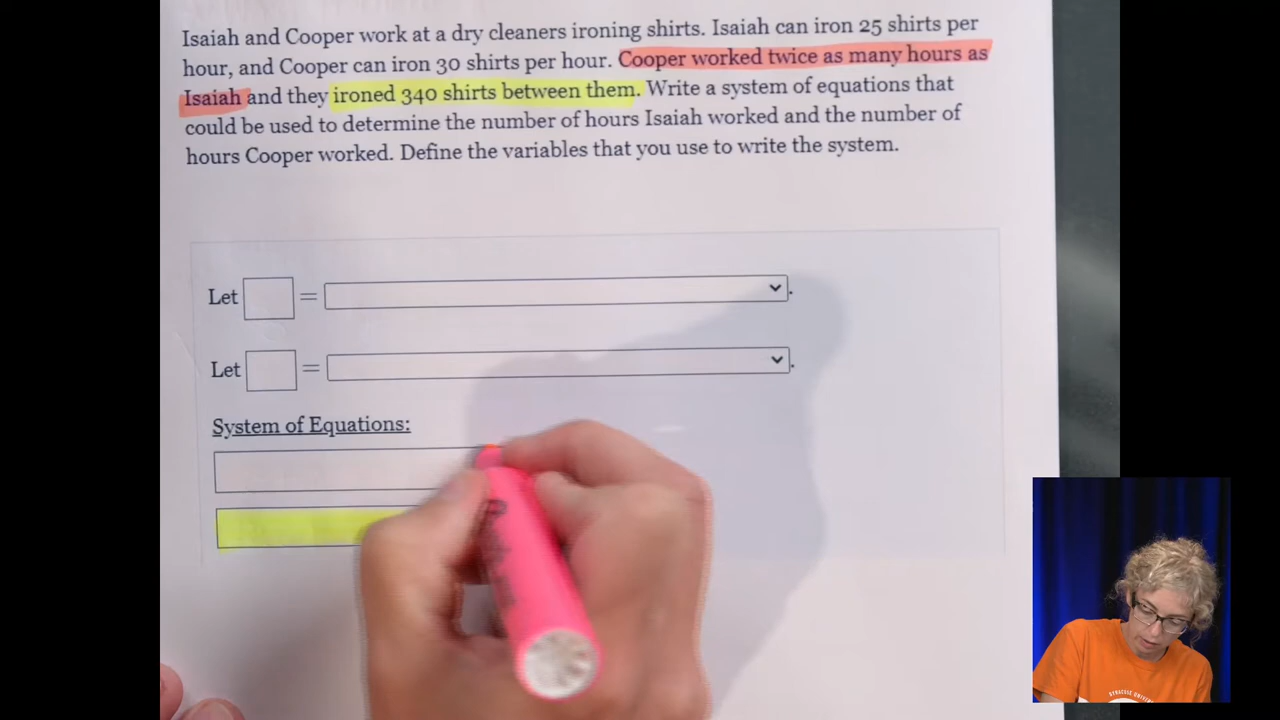 Isaiah and Cooper work at a dry cleaners ironing shirts. Isaiah can iron 25 shirts per
hour, and Cooper can iron 30 shirts per hour. Cooper worked twice as many hours as
Isaiah and they ironed 340 shirts between them. Write a system of equations that
could be used to determine the number of hours Isaiah worked and the number of
hours Cooper worked. Define the variables that you use to write the system.
Let =
.
Let =
.
System of Equations: